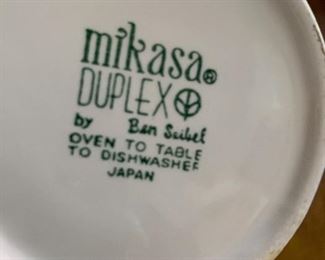 mikasa®
DUPLEX
by Ben Seibel
OVEN TO TABLE
TO DISHWASHER
JAPAN